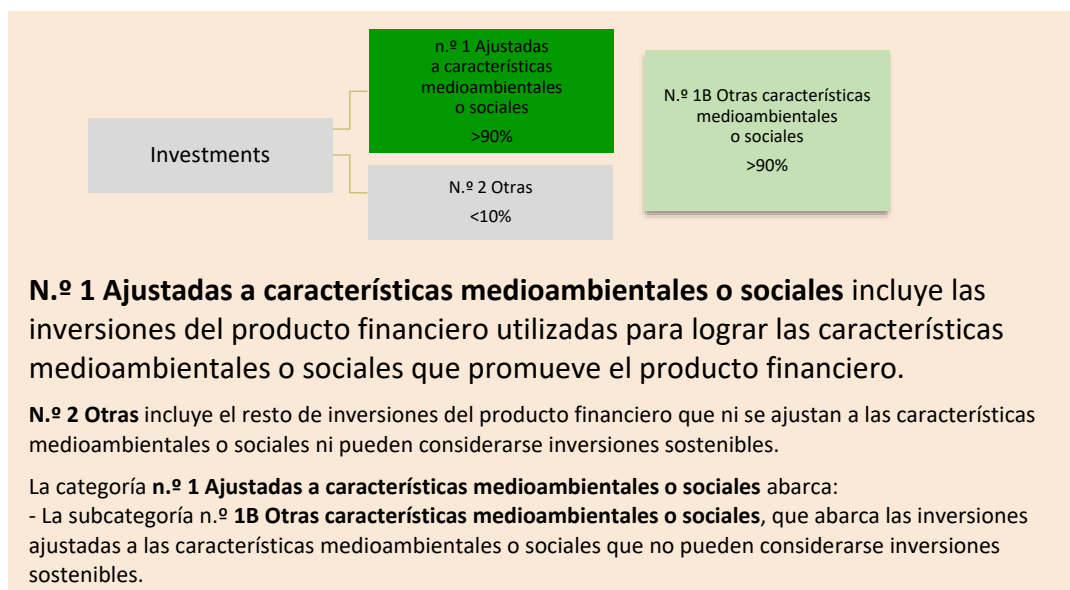 n.º 1 Ajustadas
a características
medioambientales
o sociales
>90%
N.º 1B Otras características
medioambientales
o sociales
>90%
Investments
N.º 2 Otras
<10%
N.º 1 Ajustadas a características medioambientales o sociales incluye las
inversiones del producto financiero utilizadas para lograr las características
medioambientales o sociales que promueve el producto financiero.
N.º 2 Otras incluye el resto de inversiones del producto financiero que ni se ajustan a las características
medioambientales o sociales ni pueden considerarse inversiones sostenibles.
La categoría n.º 1 Ajustadas a características medioambientales o sociales abarca:
- La subcategoría n.º 1B Otras características medioambientales o sociales, que abarca las inversiones
ajustadas a las características medioambientales o sociales que no pueden considerarse inversiones
sostenibles.